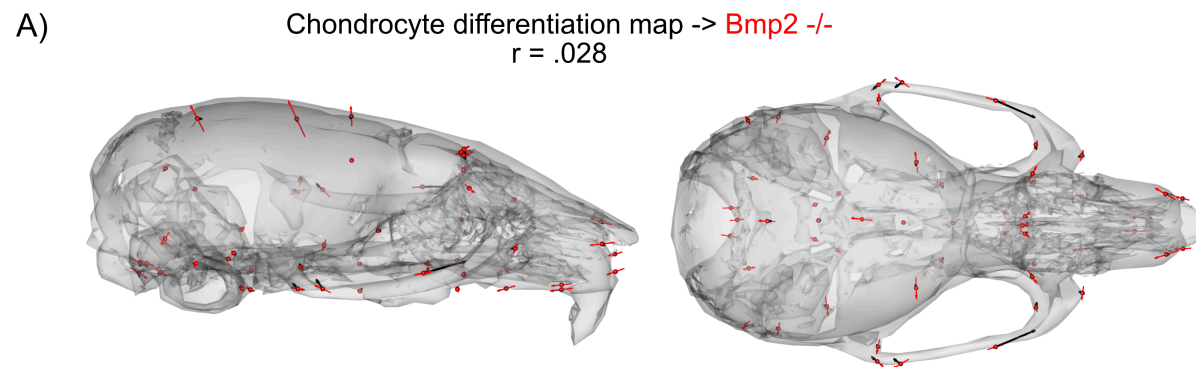 A)
Chondrocyte differentiation map -> Bmp2 -/-
r = .028